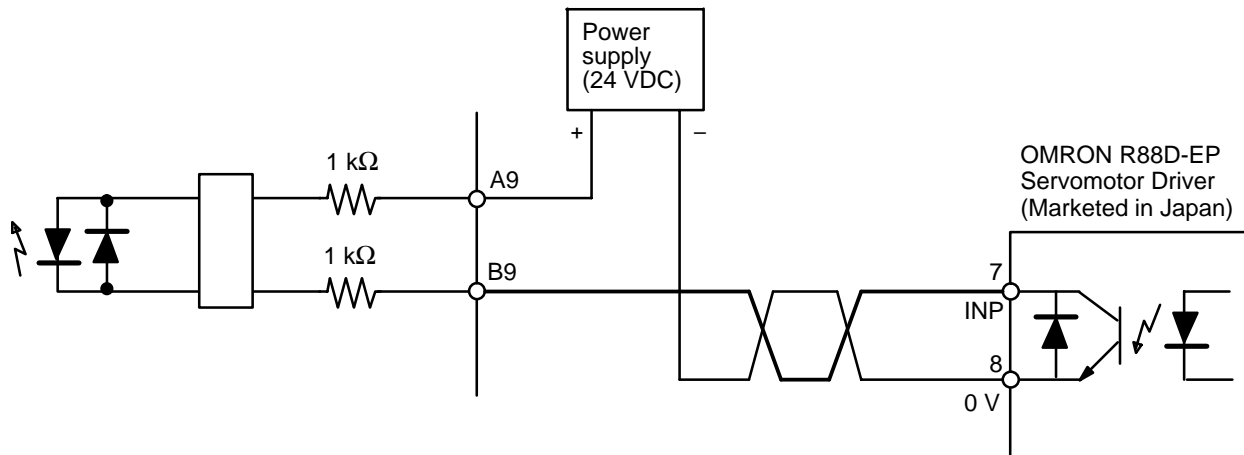 Power
supply
(24 VDC)
+
–
OMRON R88D-EP
Servomotor Driver
(Marketed in Japan)
1 kΩ
A9
1 kΩ
B9
7
INP
8
0 V